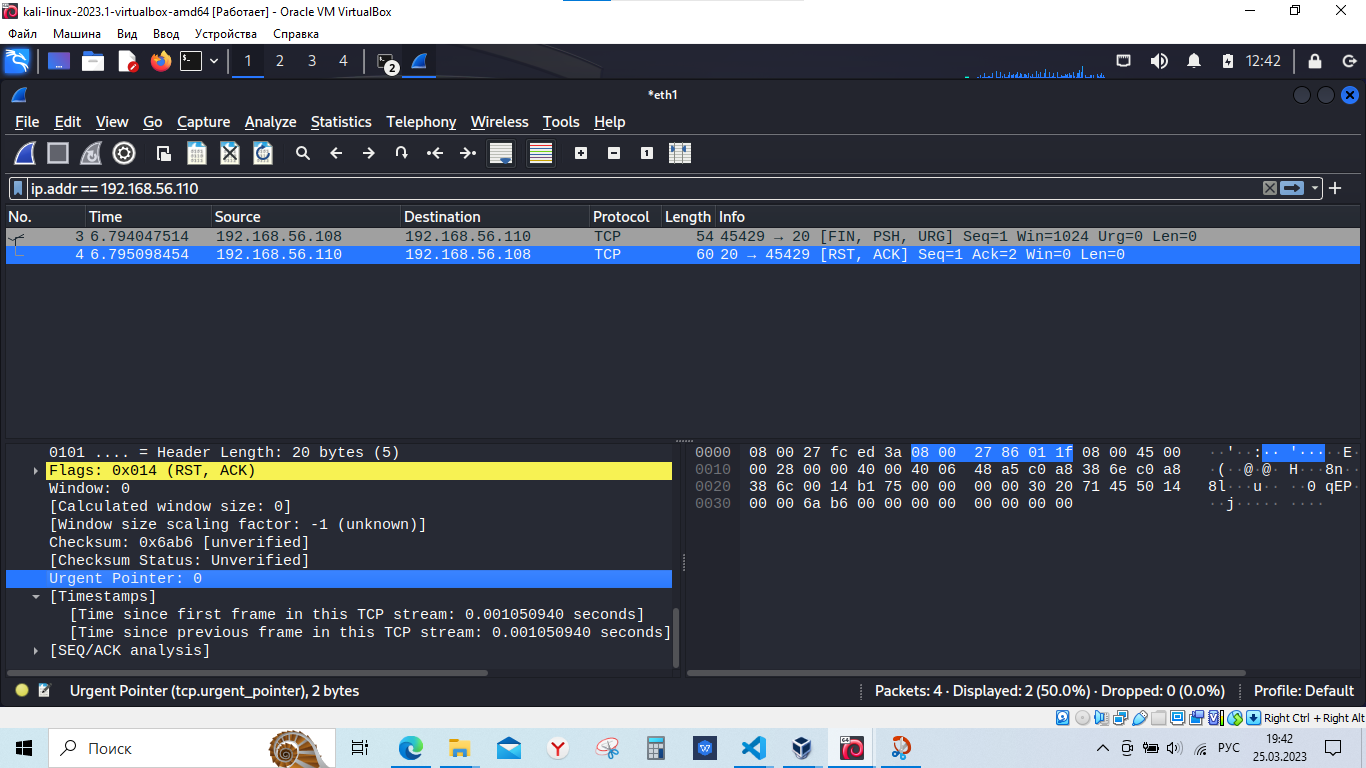 kali-linux-2023.1-virtualbox-amd64 [Работает] - Oracle VM VirtualBox
Файл Машина Вид Ввод Устройства Справка
1 2 3 4 2 12:42
*eth1
File Edit View Go Capture Analyze Statistics Telephony Wireless Tools Help
ip.addr == 192.168.56.110
No. Time Source Destination Protocol Length Info
3 6.794047514 192.168.56.108 192.168.56.110 TCP 54 45429 → 20 [FIN, PSH, URG] Seq=1 Win=1024 Urg=0 Len=0
4 6.795098454 192.168.56.110 192.168.56.108 TCP 60 20 → 45429 [RST, ACK] Seq=1 Ack=2 Win=0 Len=0
0101 .... = Header Length: 20 bytes (5)
Flags: 0x014 (RST, ACK)
Window: 0
[Calculated window size: 0]
[Window size scaling factor: -1 (unknown)]
Checksum: 0x6ab6 [unverified]
[Checksum Status: Unverified]
Urgent Pointer: 0
[Timestamps]
[Time since first frame in this TCP stream: 0.001050940 seconds]
[Time since previous frame in this TCP stream: 0.001050940 seconds]
[SEQ/ACK analysis]
0000 08 00 27 fc ed 3a 08 00 27 86 01 1f 08 00 45 00 ··'··:·· '·····E·
0010 00 28 00 00 40 00 40 06 48 a5 c0 a8 38 6e c0 a8 ·(··@·@· H···8n··
0020 38 6c 00 14 b1 75 00 00 00 00 30 20 71 45 50 14 8l···u·· ··0 qEP·
0030 00 00 6a b6 00 00 00 00 00 00 00 00 ··j····· ····
Urgent Pointer (tcp.urgent_pointer), 2 bytes
Packets: 4 · Displayed: 2 (50.0%) · Dropped: 0 (0.0%)
Profile: Default
Right Ctrl + Right Alt
Поиск
РУС
19:42
25.03.2023